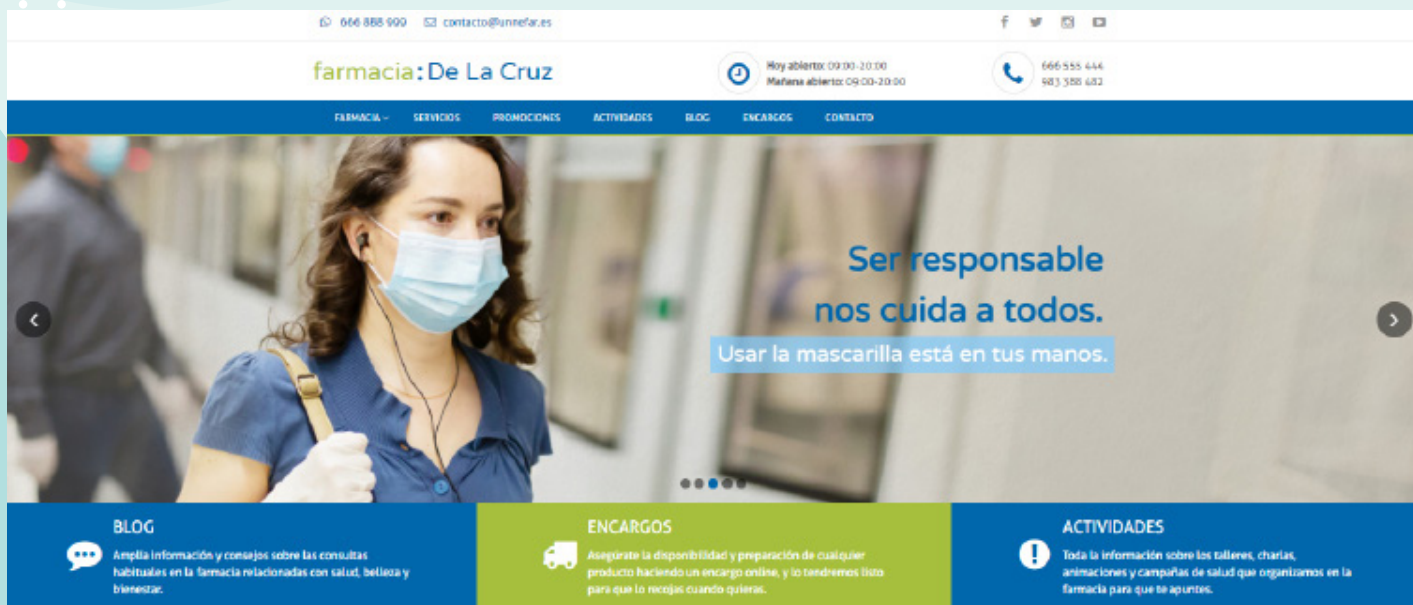 666 888 999 contacto@unnefar.es
farmacia: De La Cruz
Hoy abierto: 09:00-20:00
Mañana abierto: 09:00-20:00
666 555 444
983 388 482
FARMACIA SERVICIOS PROMOCIONES ACTIVIDADES BLOG ENCARGOS CONTACTO
Ser responsable
nos cuida a todos.
Usar la mascarilla está en tus manos.
BLOG
Amplia información y consejos sobre las consultas
habituales en la farmacia relacionadas con salud, belleza y
bienestar.
ENCARGOS
Asegúrate la disponibilidad y preparación de cualquier
producto haciendo un encargo online, y lo tendremos listo
para que lo recojas cuando quieras.
ACTIVIDADES
Toda la información sobre los talleres, charlas,
animaciones y campañas de salud que organizamos en la
farmacia para que te apuntes.